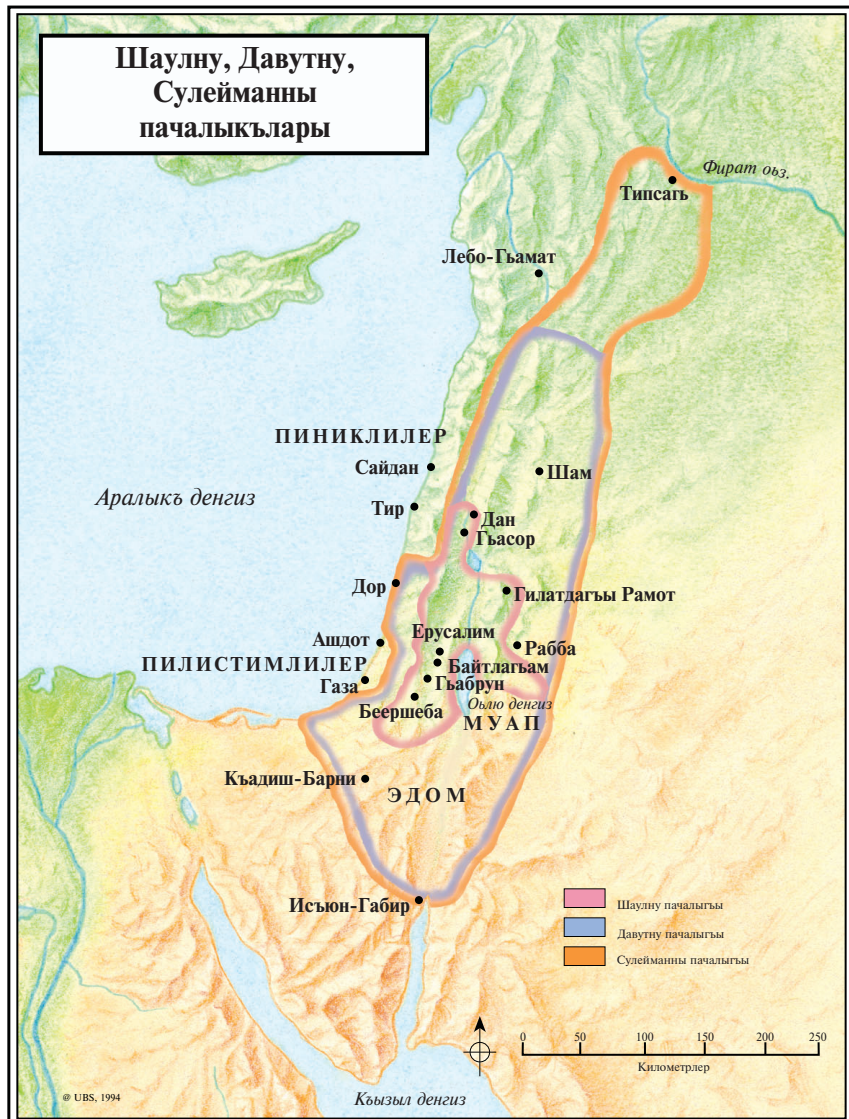 Шаулну, Давутну,
Сулейманны
пачалыкълары
Фират оьз.
Типсагь
Лебо-Гьамат
ПИНИКЛИЛЕР
Сайдан
Шам
Аралыкъ денгиз
Тир
Дан
Гьасор
Дор
Гилатдагъы Рамот
Ашдот
Ерусалим
Рабба
ПИЛИСТИМЛИЛЕР
Байтлагьам
Газа
Гьабрун
Беершеба
Оьлю денгиз
МУАП
Къадиш-Барни
ЭДОМ
Исъюн-Габир
Шаулну пачалыгъы
Давутну пачалыгъы
Сулейманны пачалыгъы
0 50 100 150 200 250
Километрлер
@ UBS, 1994
Къызыл денгиз